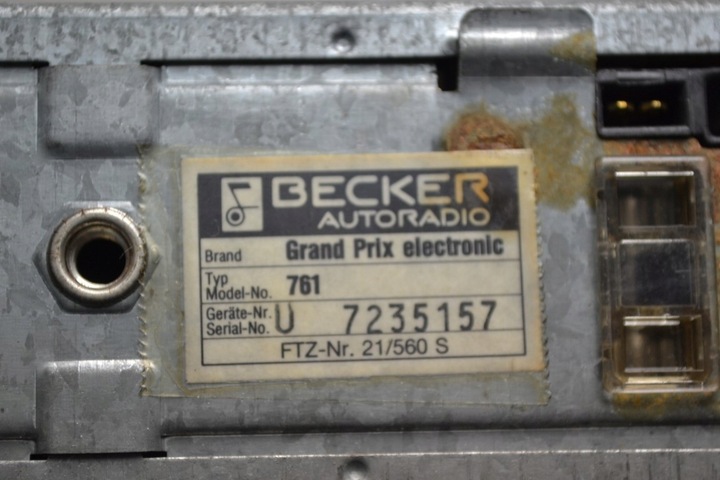 BECKER
AUTORADIO
Brand Grand Prix electronic
Typ
Model-No. 761
Geräte-Nr.
Serial-No. U 7235157
FTZ-Nr. 21/560 S